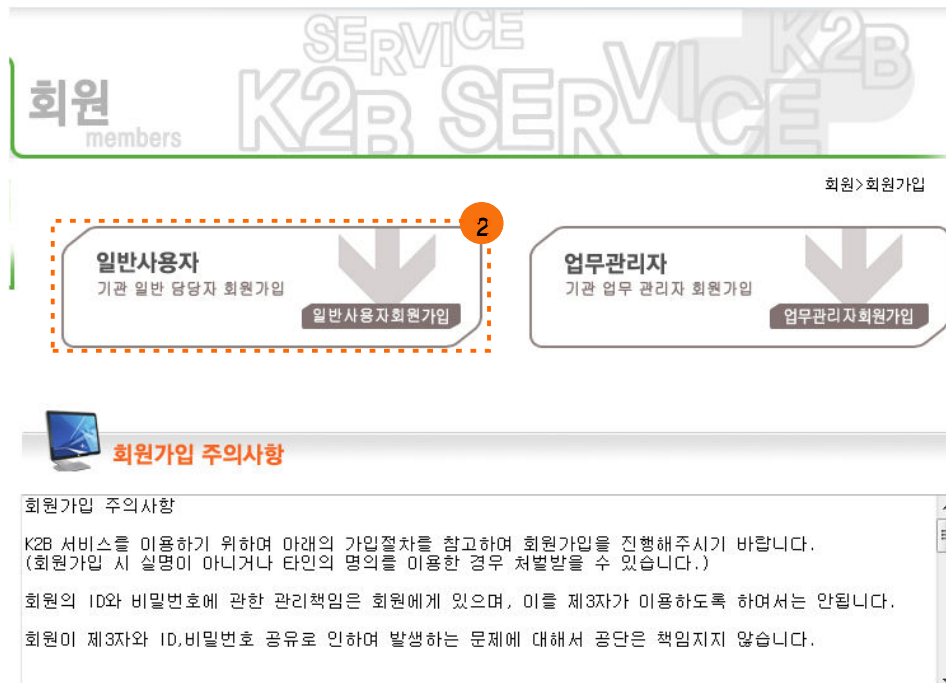 SERVICE
K2B
K2B SERVICE
회원
members
회원>회원가입
2
일반사용자
기관 일반 담당자 회원가입
일반사용자회원가입
업무관리자
기관 업무 관리자 회원가입
업무관리자회원가입
회원가입 주의사항
회원가입 주의사항
K2B 서비스를 이용하기 위하여 아래의 가입절차를 참고하여 회원가입을 진행해주시기 바랍니다.
(회원가입 시 실명이 아니거나 타인의 명의를 이용한 경우 처벌받을 수 있습니다.)
회원의 ID와 비밀번호에 관한 관리책임은 회원에게 있으며, 이를 제3자가 이용하도록 하여서는 안됩니다.
회원이 제3자와 ID,비밀번호 공유로 인하여 발생하는 문제에 대해서 공단은 책임지지 않습니다.